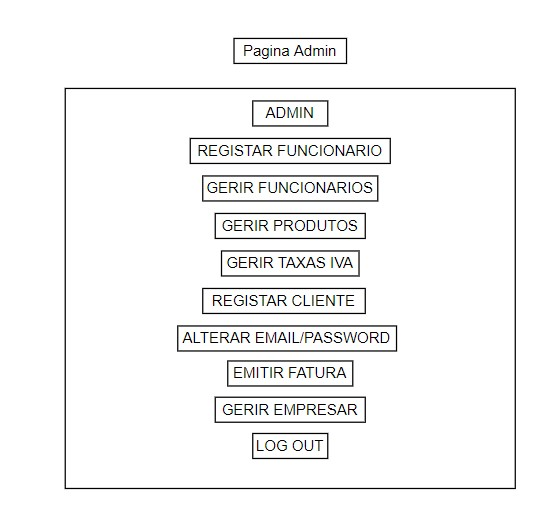 Pagina Admin
ADMIN
REGISTAR FUNCIONARIO
GERIR FUNCIONARIOS
GERIR PRODUTOS
GERIR TAXAS IVA
REGISTAR CLIENTE
ALTERAR EMAIL/PASSWORD
EMITIR FATURA
GERIR EMPRESAR
LOG OUT